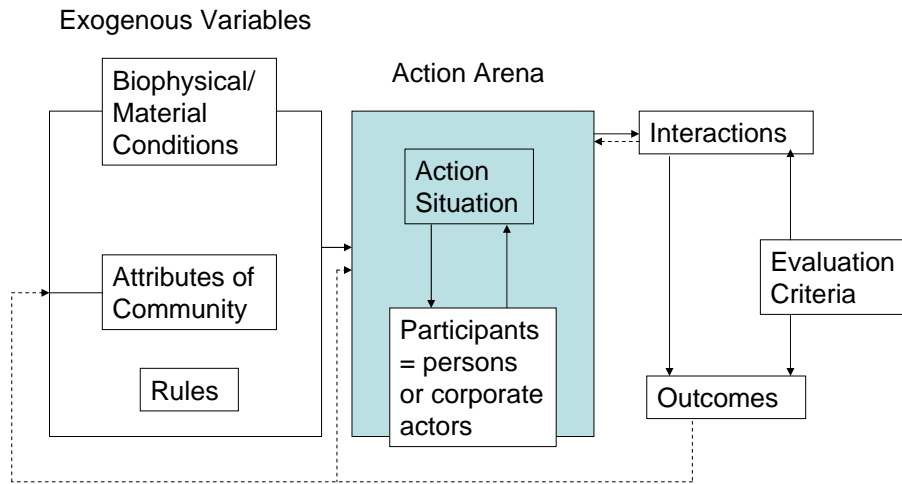 Exogenous Variables
Biophysical/
Material
Conditions
Attributes of
Community
Rules
Action Arena
Action
Situation
Participants
= persons
or corporate
actors
Interactions
Evaluation
Criteria
Outcomes